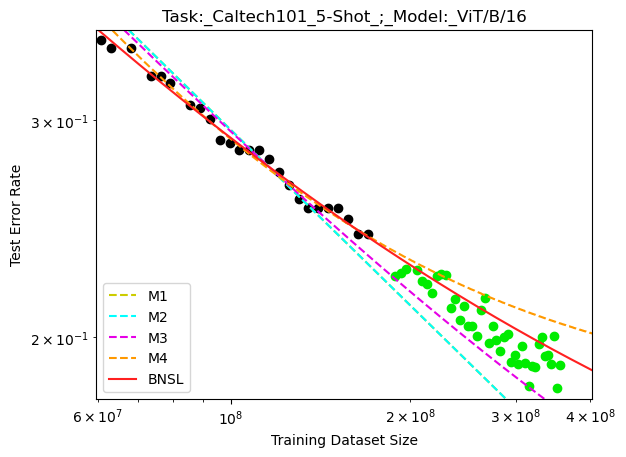 Task:_Caltech101_5-Shot_;_Model:_ViT/B/16
Test Error Rate
3 × 10⁻¹
2 × 10⁻¹
M1
M2
M3
M4
BNSL
6 × 10⁷
10⁸
2 × 10⁸
3 × 10⁸
4 × 10⁸
Training Dataset Size